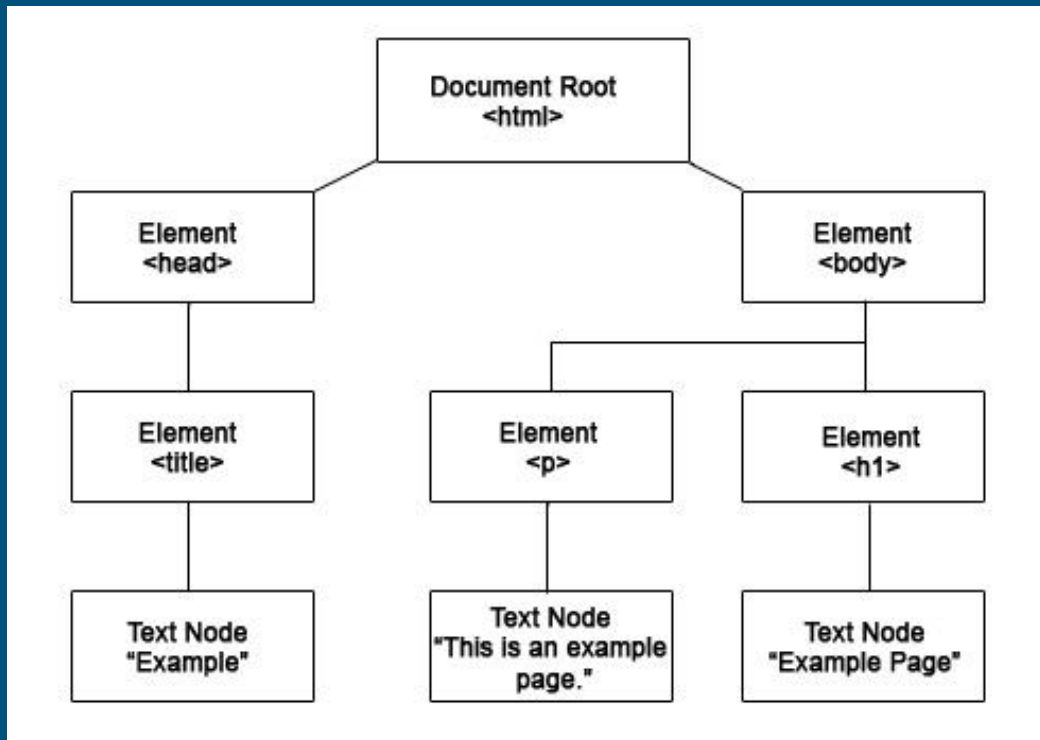 Document Root
<html>
Element
<head>
Element
<body>
Element
<title>
Element
<p>
Element
<h1>
Text Node
“Example”
Text Node
"This is an example
page."
Text Node
“Example Page”